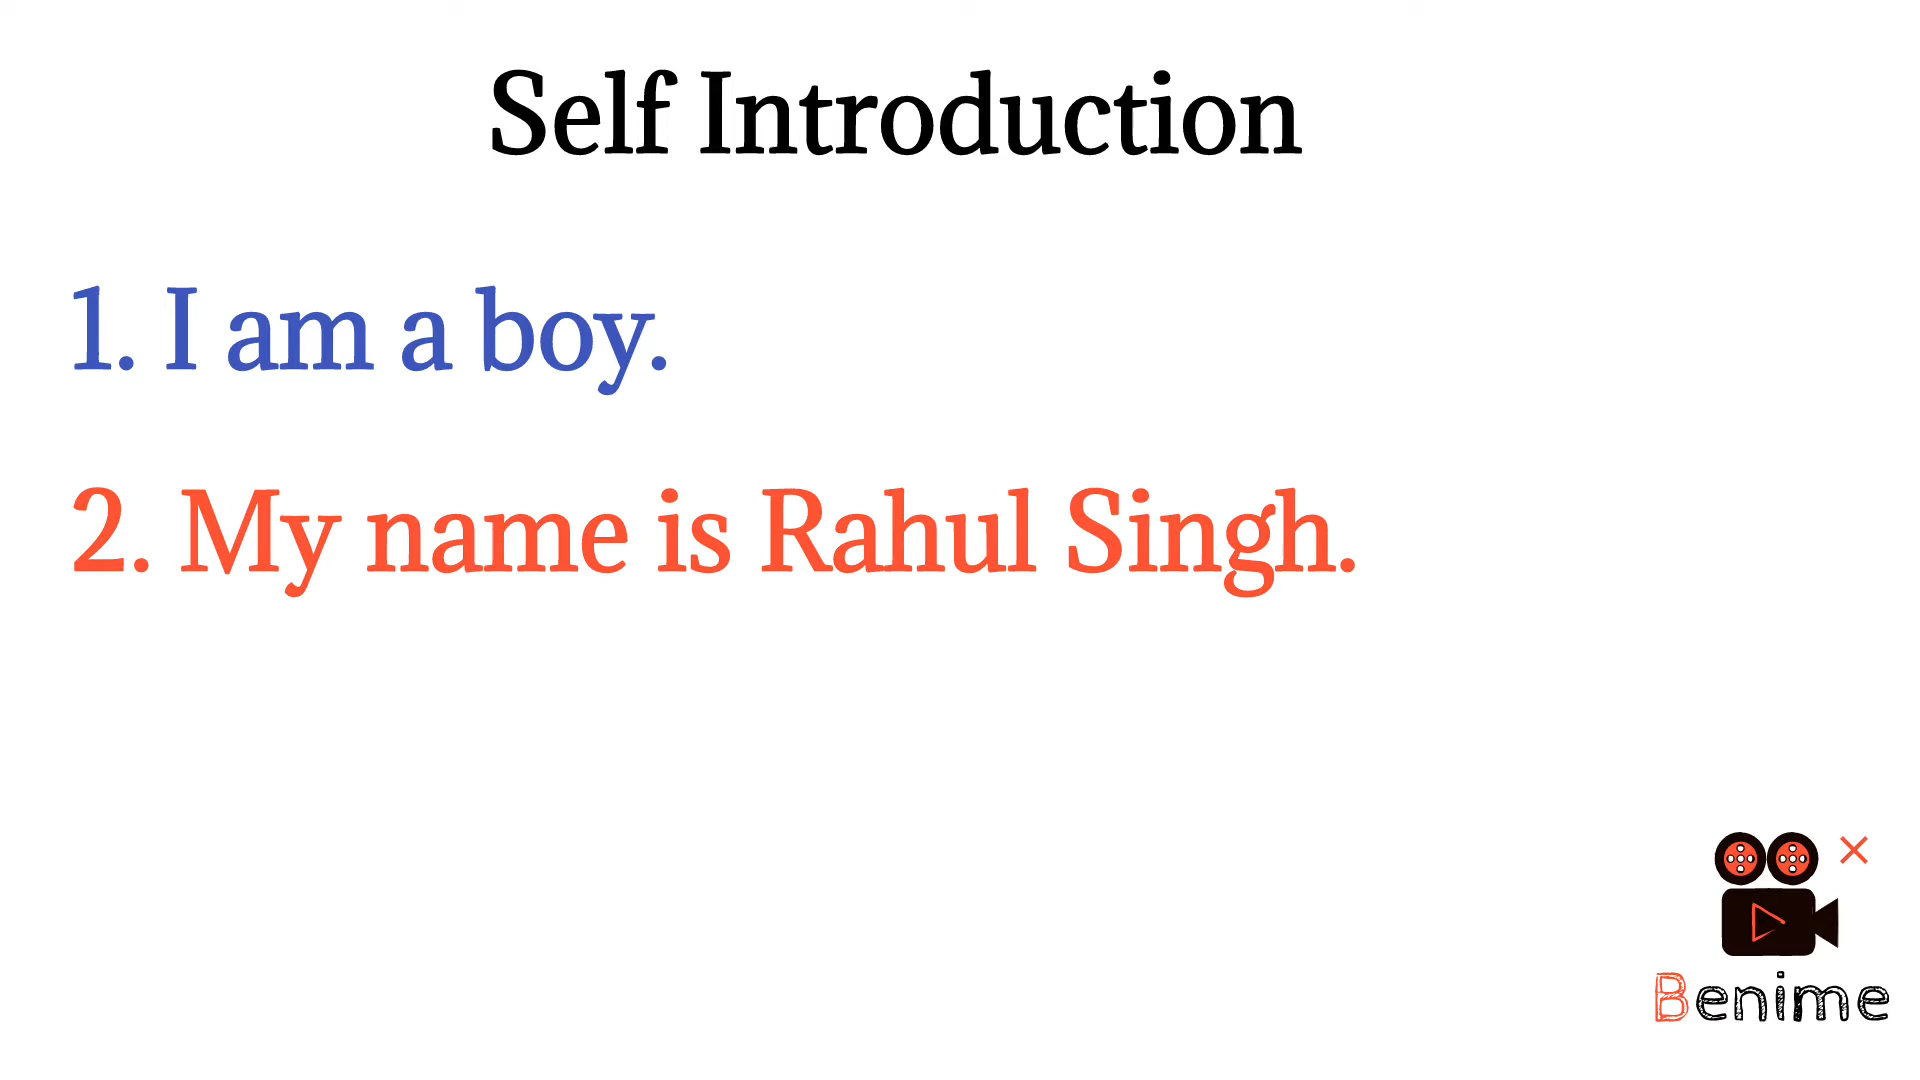 Self Introduction
1. I am a boy.
2. My name is Rahul Singh.
Benime